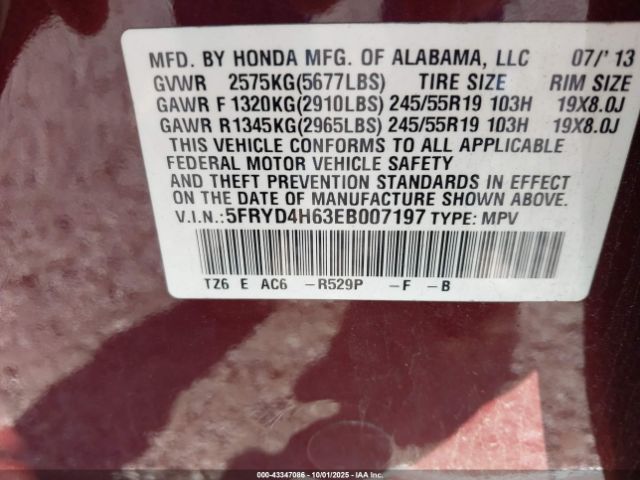 MFD. BY HONDA MFG. OF ALABAMA, LLC 07/'13
GVWR 2575KG(5677LBS) TIRE SIZE RIM SIZE
GAWR F 1320KG(2910LBS) 245/55R19 103H 19X8.0J
GAWR R1345KG(2965LBS) 245/55R19 103H 19X8.0J
THIS VEHICLE CONFORMS TO ALL APPLICABLE
FEDERAL MOTOR VEHICLE SAFETY
AND THEFT PREVENTION STANDARDS IN EFFECT
ON THE DATE OF MANUFACTURE SHOWN ABOVE.
V.I.N.:5FRYD4H63EB007197 TYPE: MPV
TZ6 E AC6 -R529P -F -B
000-43347086 - 10/01/2025 - IAAI.COM